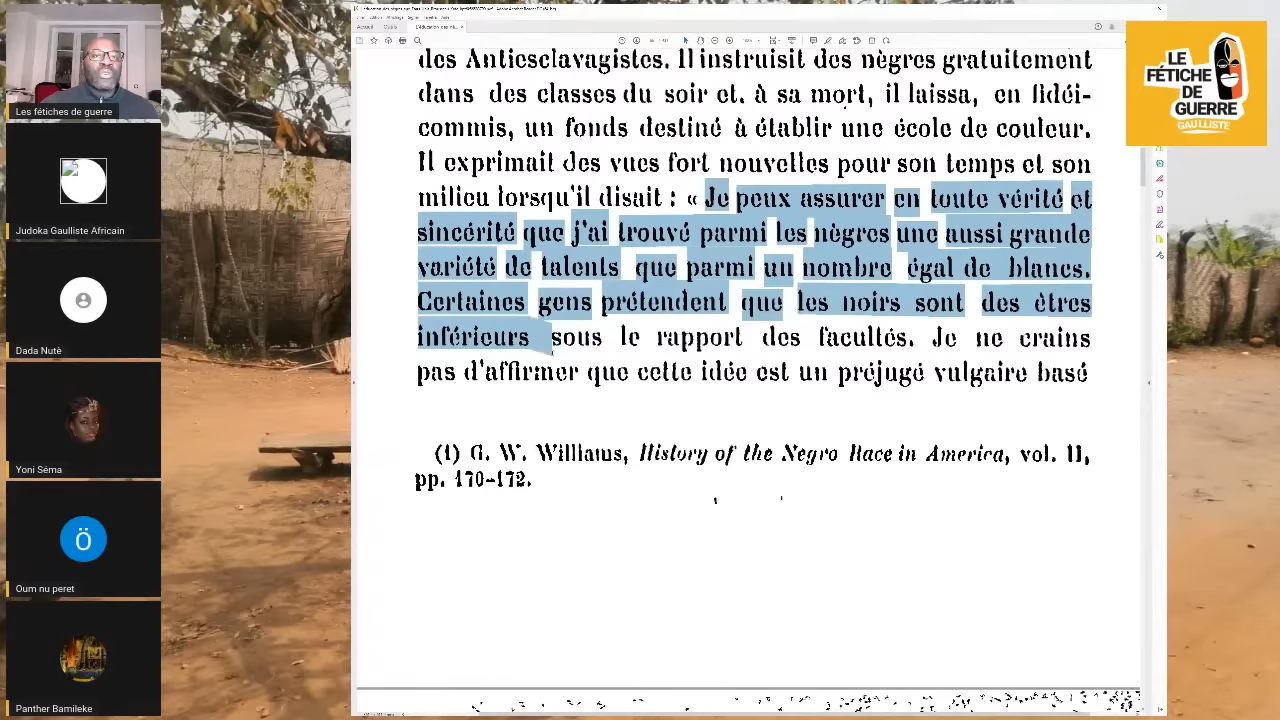 Les fétiches de guerre
Judoka Gaulliste Africain
Dada Nutè
Yoni Séma
Ö
Oum nu peret
Panther Bamileke
Accueil
Outils
des Antiesclavagistes. Il instruisit des nègres gratuitement
dans des classes du soir et, à sa mort, il laissa, en fidéi-
commis, un fonds destiné à établir une école de couleur.
Il exprimait des vues fort nouvelles pour son temps et son
milieu lorsqu'il disait : « Je peux assurer en toute vérité et
sincérité que j'ai trouvé parmi les nègres une aussi grande
variété de talents que parmi un nombre égal de blancs.
Certaines gens prétendent que les noirs sont des êtres
inférieurs sous le rapport des facultés. Je ne crains
pas d'affirmer que cette idée est un préjugé vulgaire basé
(1) G. W. Williams, History of the Negro Race in America, vol. II,
pp. 170-172.
LE
FÉTICHE
DE
GUERRE
GAULLISTE